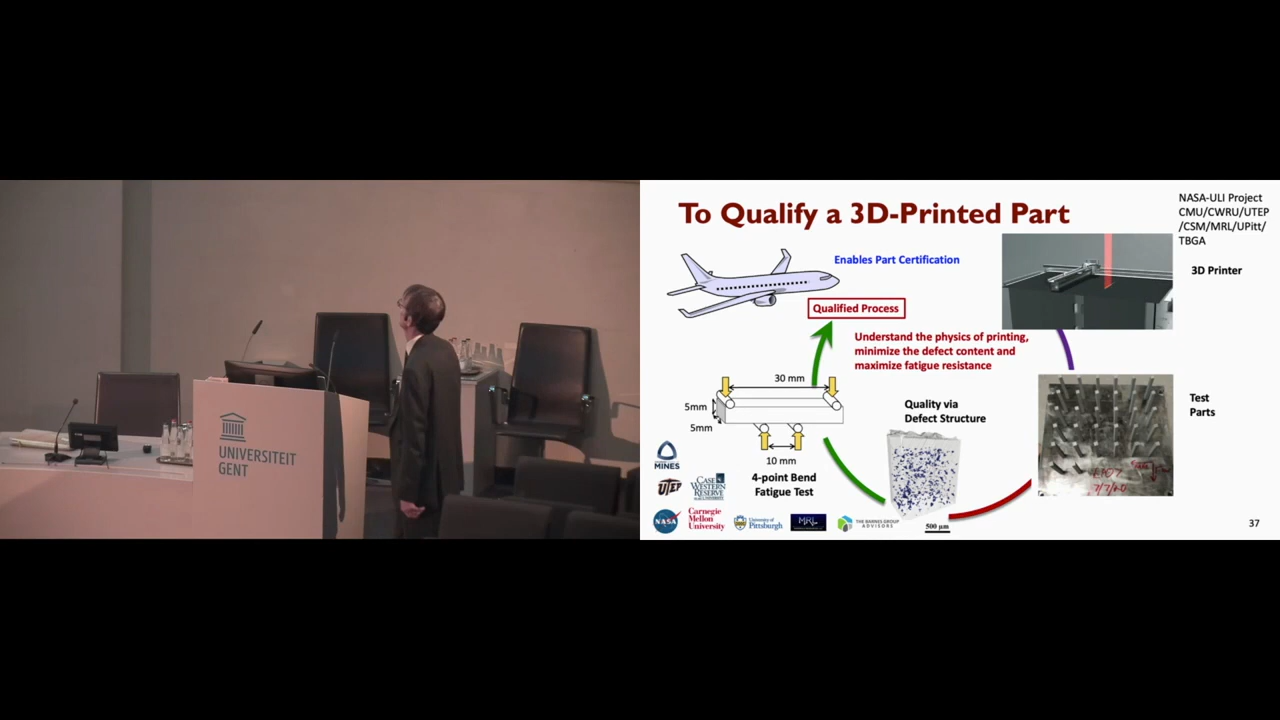 UNIVERSITEIT
GENT
To Qualify a 3D-Printed Part
NASA-ULI Project
CMU/CWRU/UTEP
/CSM/MRL/UPitt/
TBGA
Enables Part Certification
3D Printer
Qualified Process
Understand the physics of printing,
minimize the defect content and
maximize fatigue resistance
30 mm
5mm
5mm
10 mm
Quality via
Defect Structure
Test
Parts
4-point Bend
Fatigue Test
MINES
UTEP
CASE
WESTERN
RESERVE
NASA
Carnegie
Mellon
University
University of
Pittsburgh
MRL
THE BARNES GROUP
ADVISORS
500 µm
37